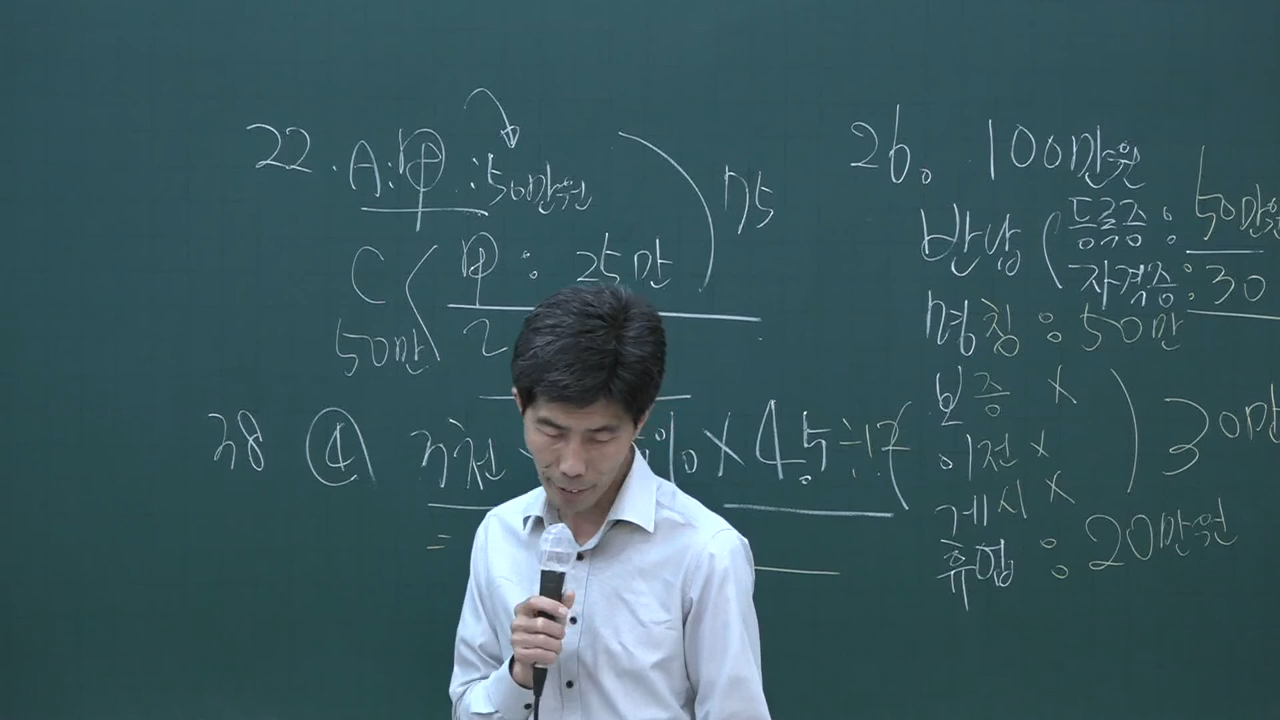 22. A: 甲 : 50만원
75
C 甲 : 25만
50만 2
38 ④ 3천 % × 4.5 ÷ 12
=
26. 100만원
반납 ( 등록증 : 50만원
자격증 : 30
명칭 : 50만
보증 ×
이전 × ) 30만
게시 ×
휴업 : 20만원